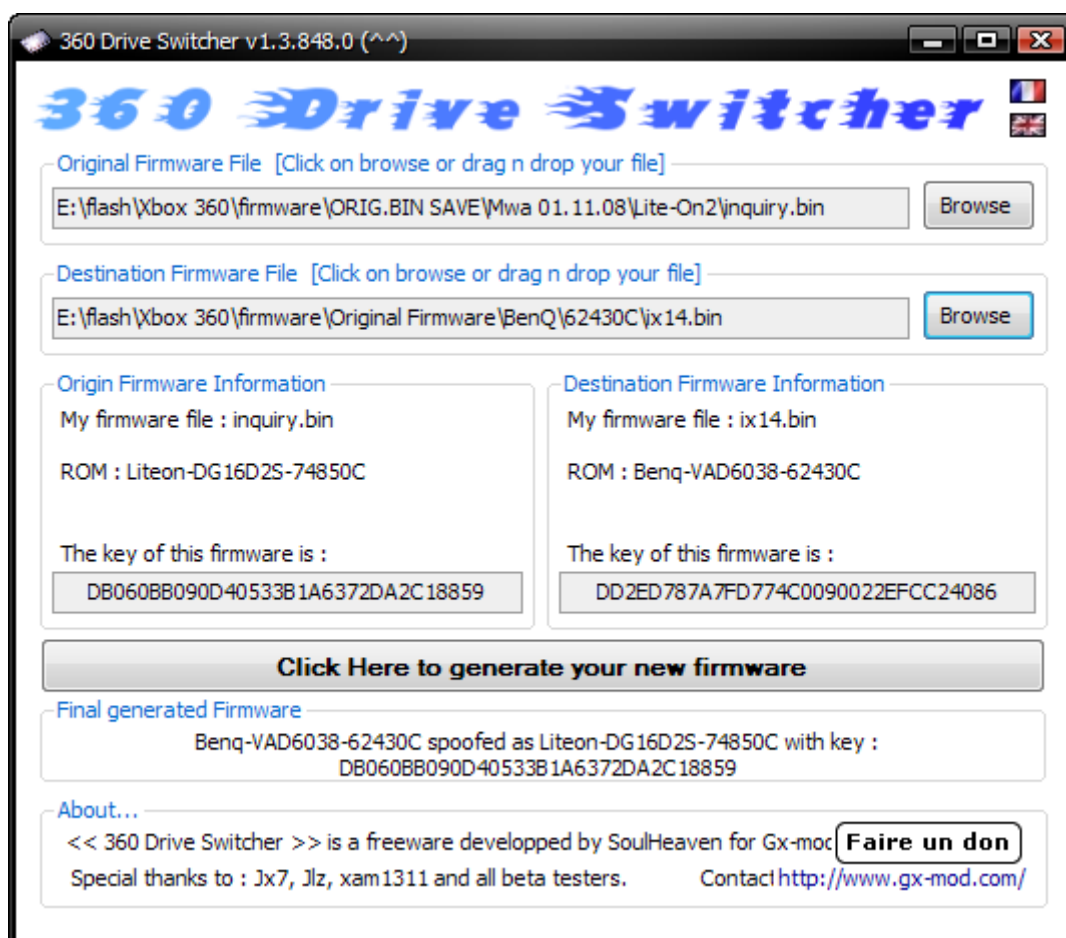 360 Drive Switcher v1.3.848.0 (^^)
360 Drive Switcher
Original Firmware File [Click on browse or drag n drop your file]
E:\flash\Xbox 360\firmware\ORIG.BIN SAVE\Mwa 01.11.08\Lite-On2\inquiry.bin
Browse
Destination Firmware File [Click on browse or drag n drop your file]
E:\flash\Xbox 360\firmware\Original Firmware\BenQ\62430C\ix14.bin
Browse
Origin Firmware Information
My firmware file : inquiry.bin
ROM : Liteon-DG16D2S-74850C
The key of this firmware is :
DB060BB090D40533B1A6372DA2C18859
Destination Firmware Information
My firmware file : ix14.bin
ROM : Benq-VAD6038-62430C
The key of this firmware is :
DD2ED787A7FD774C0090022EFCC24086
Click Here to generate your new firmware
Final generated Firmware
Benq-VAD6038-62430C spoofed as Liteon-DG16D2S-74850C with key :
DB060BB090D40533B1A6372DA2C18859
About...
<< 360 Drive Switcher >> is a freeware developped by SoulHeaven for Gx-mod
Faire un don
Special thanks to : Jx7, Jlz, xam1311 and all beta testers.
Contact http://www.gx-mod.com/